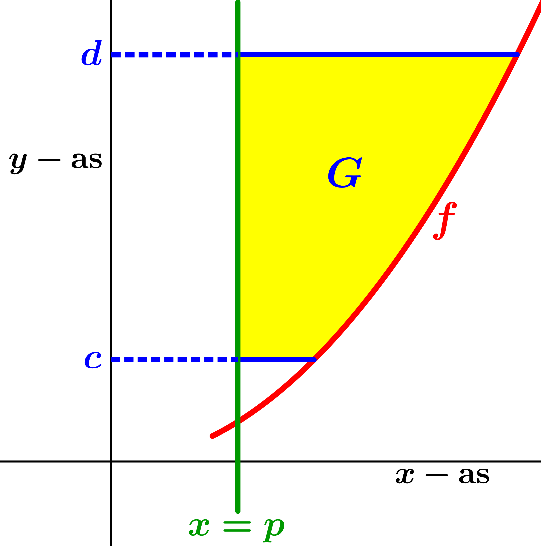 d
y − as
G
f
c
x − as
x = p